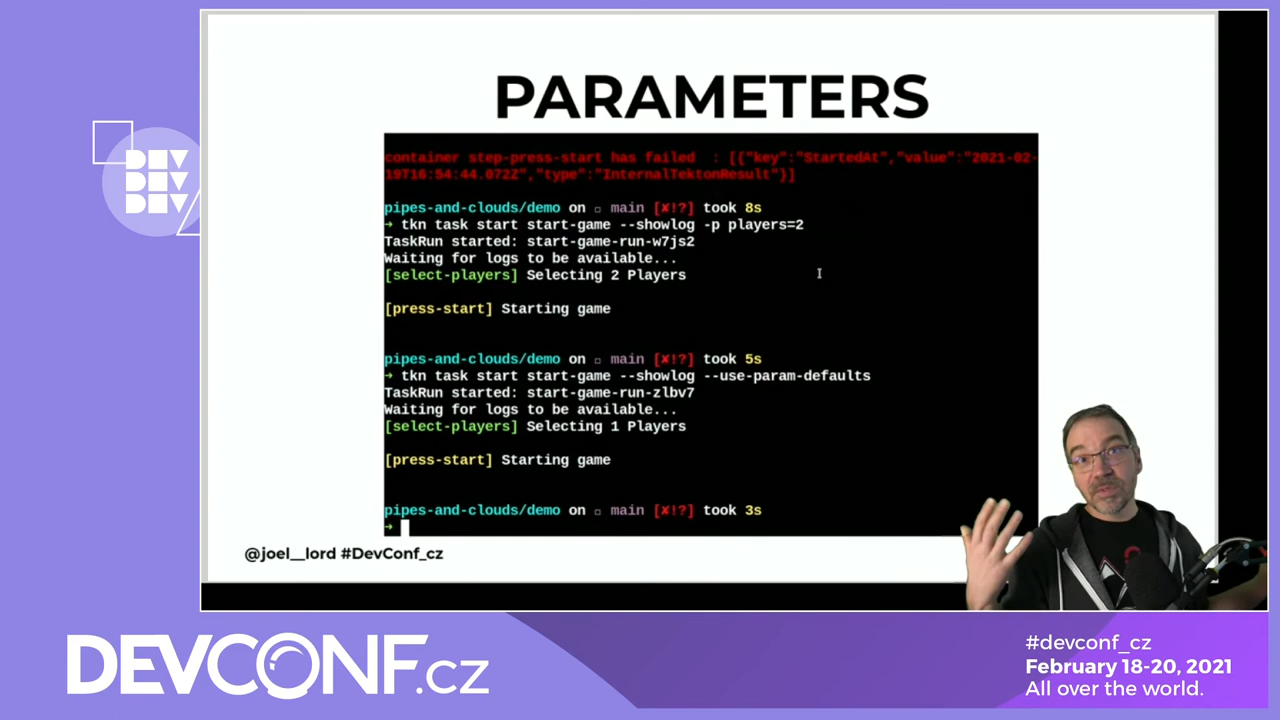 PARAMETERS
container step-press-start has failed  : [{"key":"StartedAt","value":"2021-02-
19T16:54:44.072Z","type":"InternalTektonResult"}]
pipes-and-clouds/demo on □ main [✘!?] took 8s
➜ tkn task start start-game --showlog -p players=2
TaskRun started: start-game-run-w7js2
Waiting for logs to be available...
[select-players] Selecting 2 Players
[press-start] Starting game
pipes-and-clouds/demo on □ main [✘!?] took 5s
➜ tkn task start start-game --showlog --use-param-defaults
TaskRun started: start-game-run-zlbv7
Waiting for logs to be available...
[select-players] Selecting 1 Players
[press-start] Starting game
pipes-and-clouds/demo on □ main [✘!?] took 3s
➜
@joel__lord #DevConf_cz
DEV
DEV
DEV
DEVCONF.cz
#devconf_cz
February 18-20, 2021
All over the world.